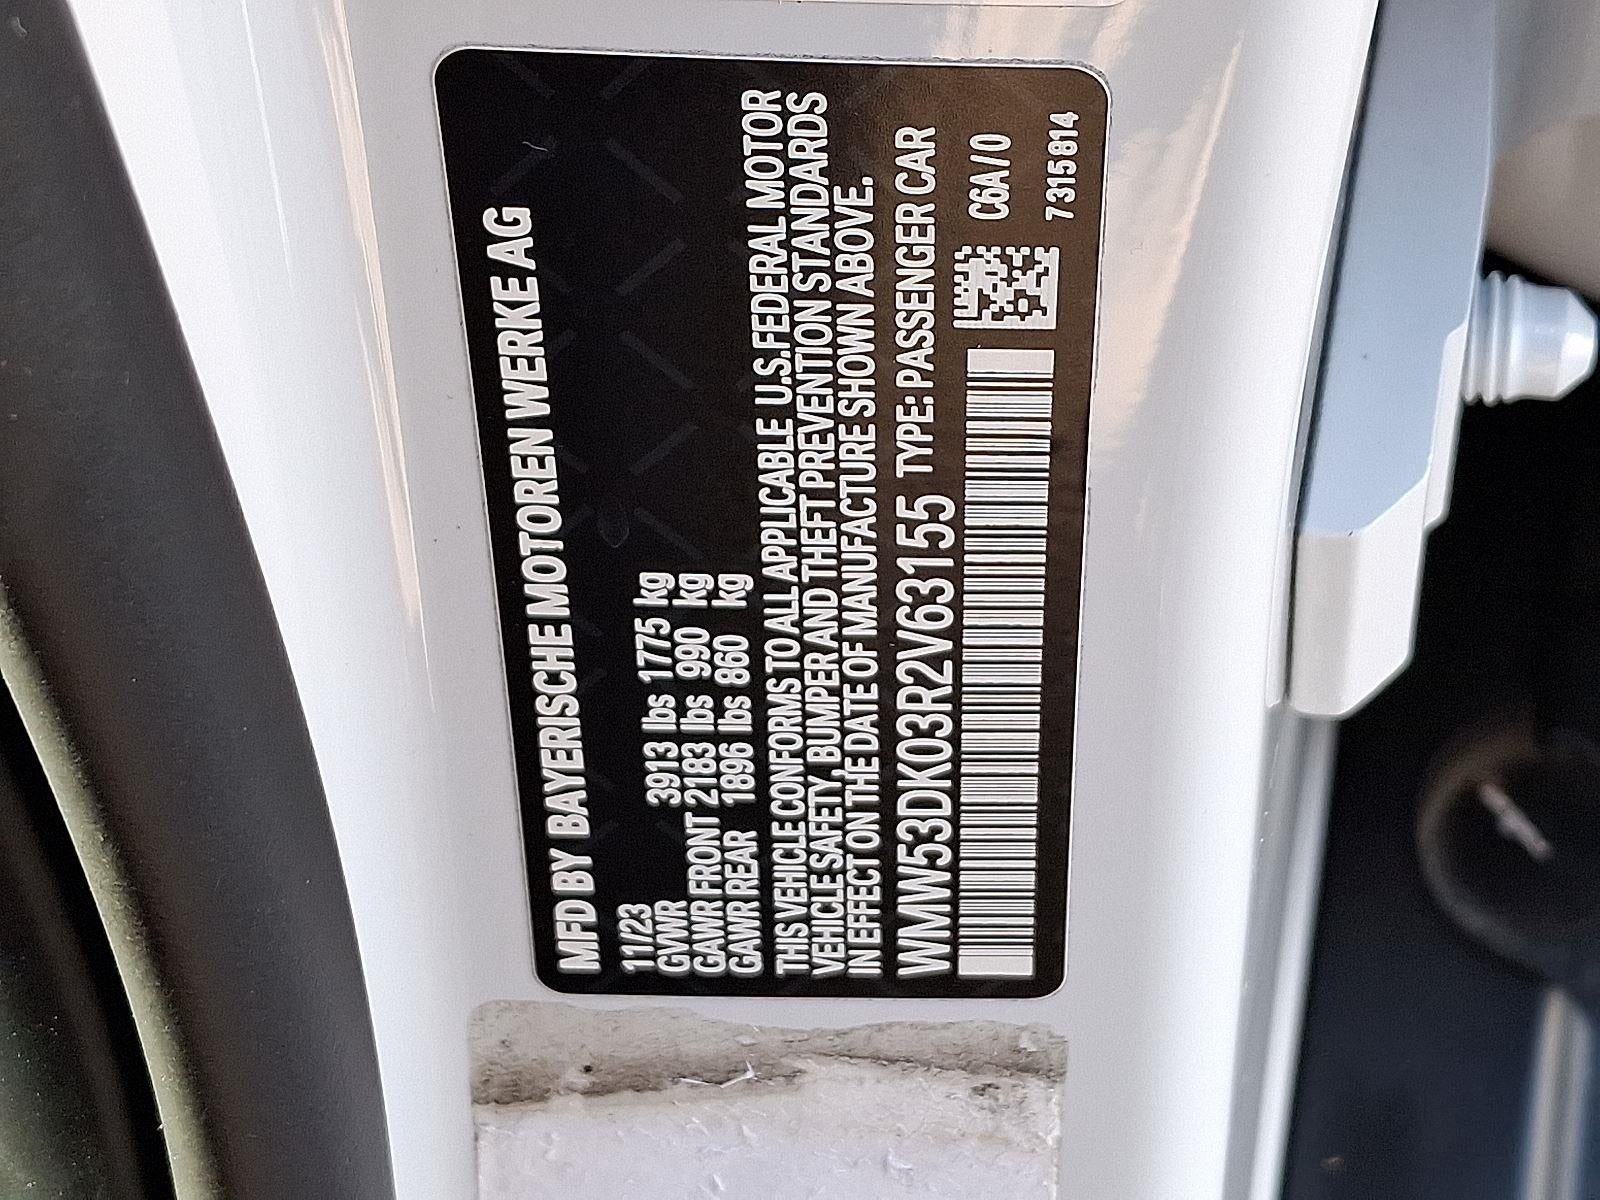 MFD BY BAYERISCHE MOTOREN WERKE AG
11/23
GVWR 3913 lbs 1775 kg
GAWR FRONT 2183 lbs 990 kg
GAWR REAR 1896 lbs 860 kg
THIS VEHICLE CONFORMS TO ALL APPLICABLE U.S.FEDERAL MOTOR
VEHICLE SAFETY, BUMPER AND THEFT PREVENTION STANDARDS
IN EFFECT ON THE DATE OF MANUFACTURE SHOWN ABOVE.
WMW53DK03R2V63155 TYPE: PASSENGER CAR
C6A / 0
7315814